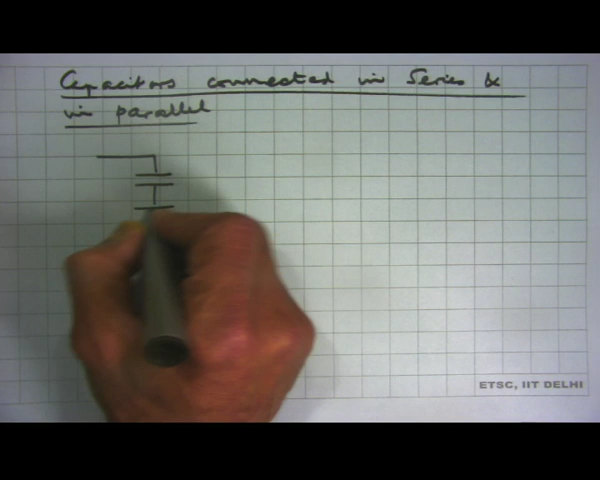 Capacitors connected in Series &
in parallel
ETSC, IIT DELHI